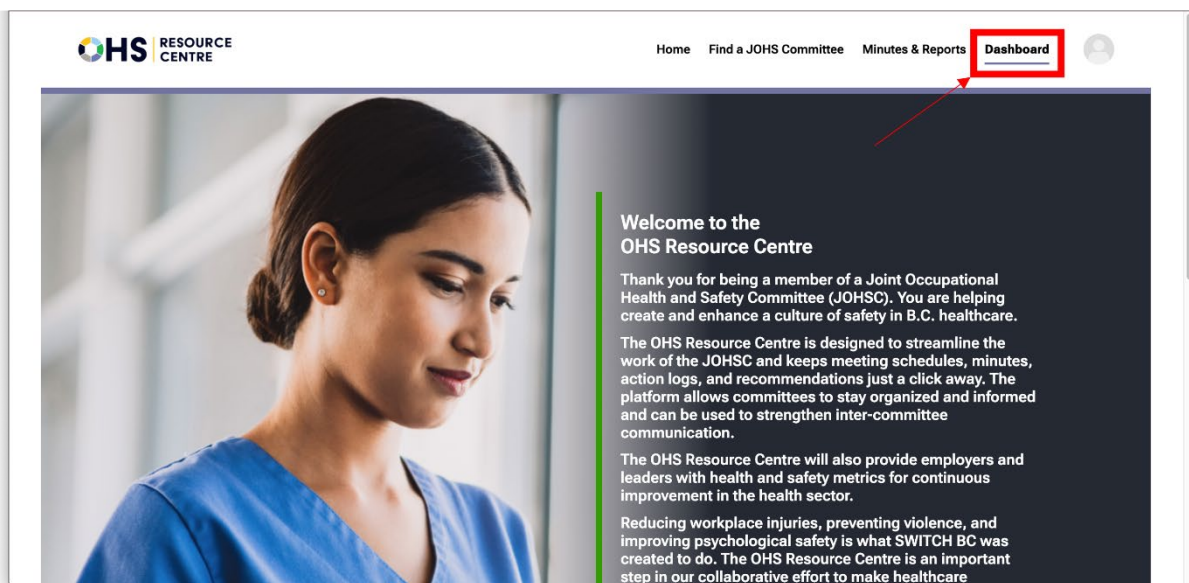 OHS RESOURCE
CENTRE
Home Find a JOHS Committee Minutes & Reports Dashboard
Welcome to the
OHS Resource Centre
Thank you for being a member of a Joint Occupational
Health and Safety Committee (JOHSC). You are helping
create and enhance a culture of safety in B.C. healthcare.
The OHS Resource Centre is designed to streamline the
work of the JOHSC and keeps meeting schedules, minutes,
action logs, and recommendations just a click away. The
platform allows committees to stay organized and informed
and can be used to strengthen inter-committee
communication.
The OHS Resource Centre will also provide employers and
leaders with health and safety metrics for continuous
improvement in the health sector.
Reducing workplace injuries, preventing violence, and
improving psychological safety is what SWITCH BC was
created to do. The OHS Resource Centre is an important
step in our collaborative effort to make healthcare